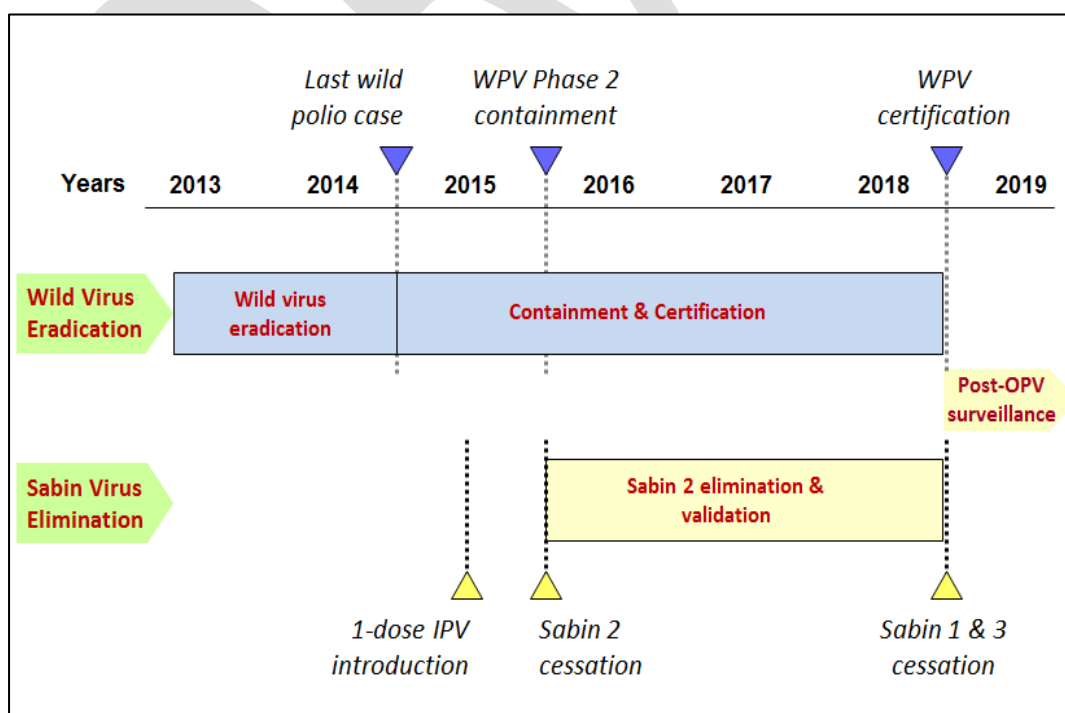 Last wild
polio case
WPV Phase 2
containment
WPV
certification
Years 2013 2014 2015 2016 2017 2018 2019
Wild Virus
Eradication
Wild virus
eradication
Containment & Certification
Post-OPV
surveillance
Sabin Virus
Elimination
Sabin 2 elimination &
validation
1-dose IPV
introduction
Sabin 2
cessation
Sabin 1 & 3
cessation